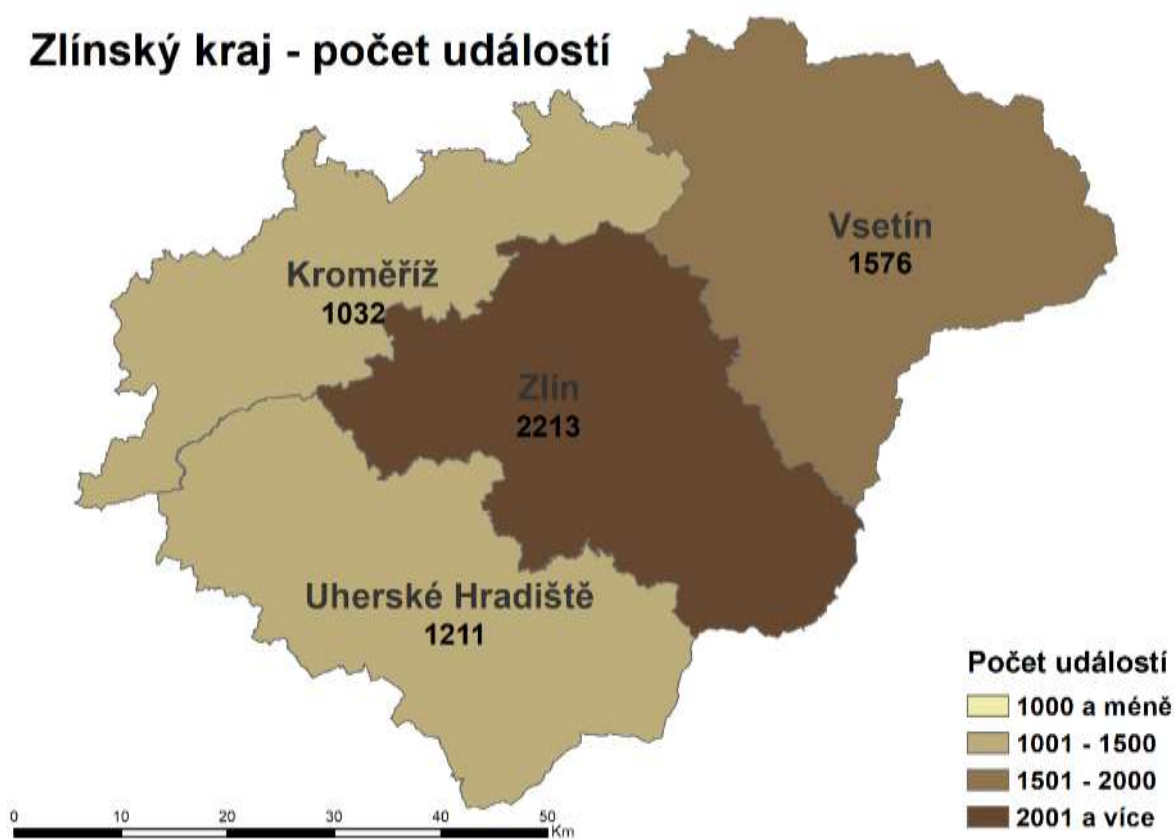 Zlínský kraj - počet událostí
Vsetín
1576
Kroměříž
1032
Zlín
2213
Uherské Hradiště
1211
Počet událostí
1000 a méně
1001 - 1500
1501 - 2000
2001 a více
0 10 20 30 40 50
Km